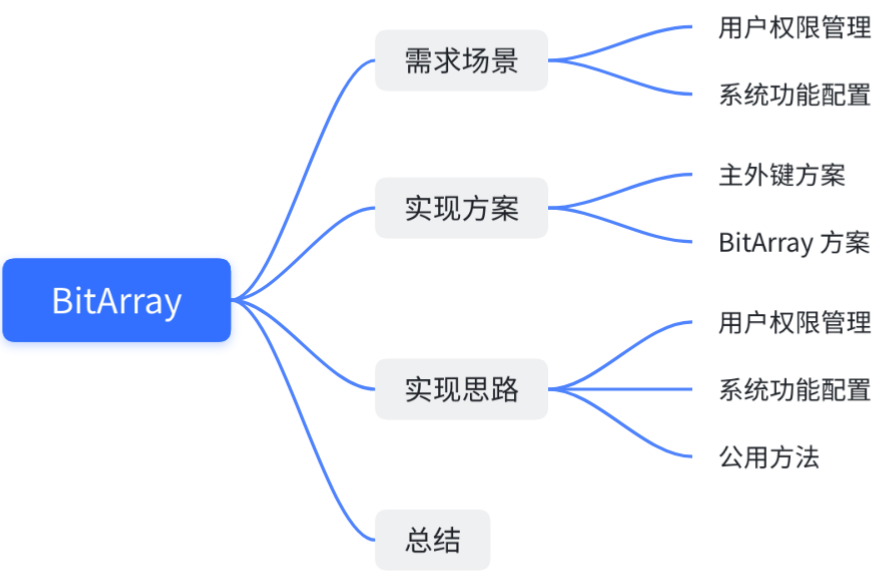 BitArray
需求场景
用户权限管理
系统功能配置
实现方案
主外键方案
BitArray 方案
实现思路
用户权限管理
系统功能配置
公用方法
总结